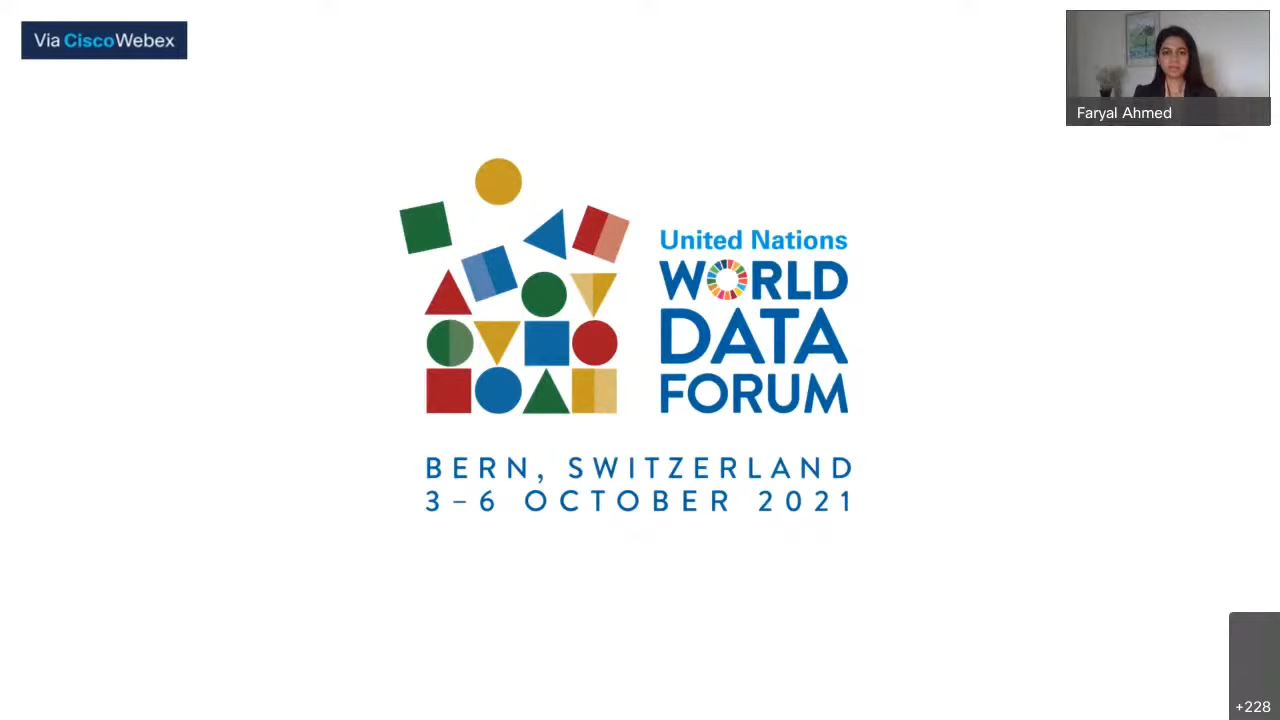 Via CiscoWebex
Faryal Ahmed
United Nations
WORLD
DATA
FORUM
BERN, SWITZERLAND
3–6 OCTOBER 2021
+228